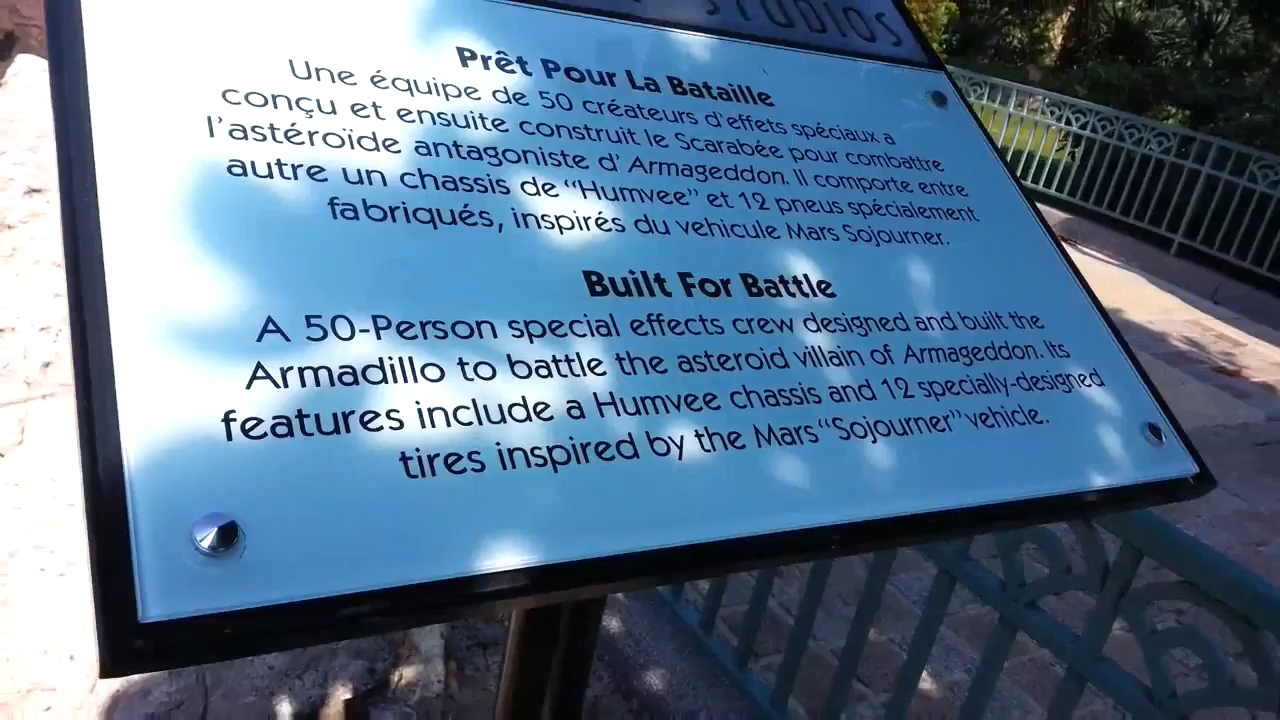 STUDIOS
Prêt Pour La Bataille
Une équipe de 50 créateurs d'effets spéciaux a
conçu et ensuite construit le Scarabée pour combattre
l'astéroïde antagoniste d' Armageddon. Il comporte entre
autre un chassis de "Humvee" et 12 pneus spécialement
fabriqués, inspirés du vehicule Mars Sojourner.
Built For Battle
A 50-Person special effects crew designed and built the
Armadillo to battle the asteroid villain of Armageddon. Its
features include a Humvee chassis and 12 specially-designed
tires inspired by the Mars "Sojourner" vehicle.